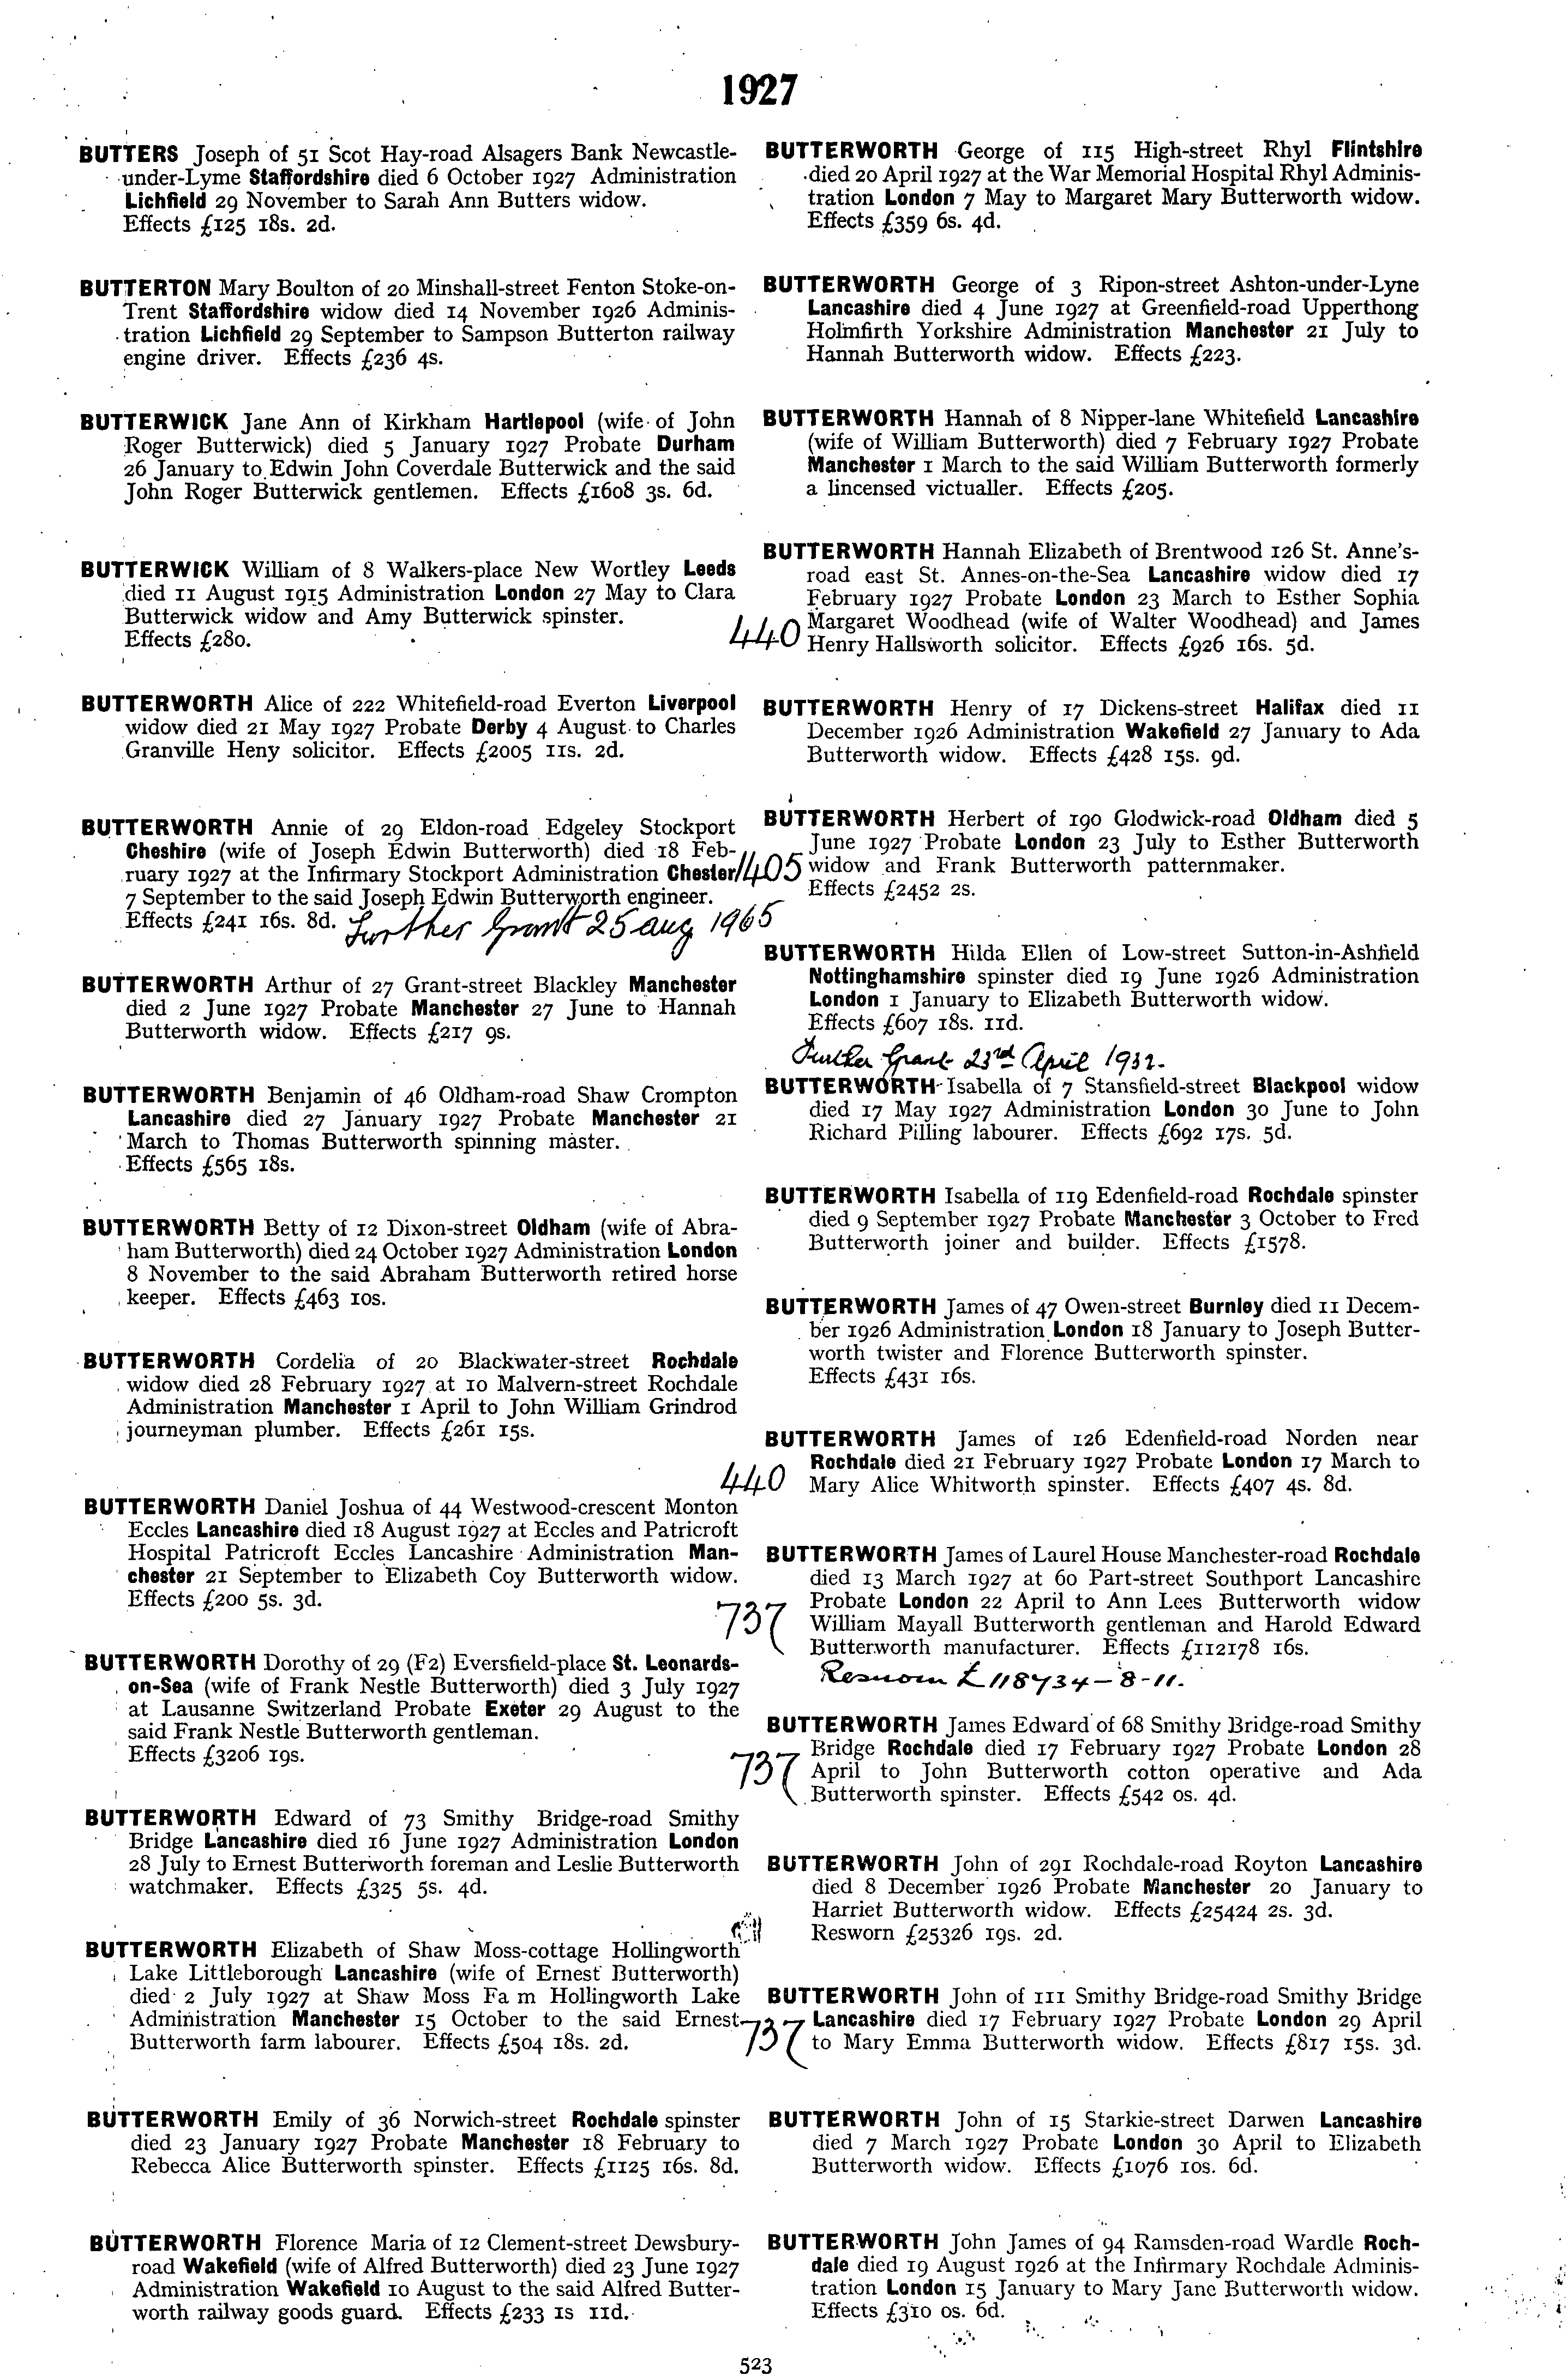 1927
BUTTERS Joseph of 51 Scot Hay-road Alsagers Bank Newcastle-
under-Lyme Staffordshire died 6 October 1927 Administration
Lichfield 29 November to Sarah Ann Butters widow.
Effects £125 18s. 2d.
BUTTERTON Mary Boulton of 20 Minshall-street Fenton Stoke-on-
Trent Staffordshire widow died 14 November 1926 Adminis-
tration Lichfield 29 September to Sampson Butterton railway
engine driver. Effects £236 4s.
BUTTERWICK Jane Ann of Kirkham Hartlepool (wife of John
Roger Butterwick) died 5 January 1927 Probate Durham
26 January to Edwin John Coverdale Butterwick and the said
John Roger Butterwick gentlemen. Effects £1608 3s. 6d.
BUTTERWICK William of 8 Walkers-place New Wortley Leeds
died 11 August 1915 Administration London 27 May to Clara
Butterwick widow and Amy Butterwick spinster.
Effects £280.
BUTTERWORTH Alice of 222 Whitefield-road Everton Liverpool
widow died 21 May 1927 Probate Derby 4 August to Charles
Granville Heny solicitor. Effects £2005 11s. 2d.
BUTTERWORTH Annie of 29 Eldon-road Edgeley Stockport
Cheshire (wife of Joseph Edwin Butterworth) died 18 Feb-
ruary 1927 at the Infirmary Stockport Administration Chester
7 September to the said Joseph Edwin Butterworth engineer.
Effects £241 16s. 8d.
Further Grant 25 aug 1965
BUTTERWORTH Arthur of 27 Grant-street Blackley Manchester
died 2 June 1927 Probate Manchester 27 June to Hannah
Butterworth widow. Effects £217 9s.
BUTTERWORTH Benjamin of 46 Oldham-road Shaw Crompton
Lancashire died 27 January 1927 Probate Manchester 21
March to Thomas Butterworth spinning master.
Effects £565 18s.
BUTTERWORTH Betty of 12 Dixon-street Oldham (wife of Abra-
ham Butterworth) died 24 October 1927 Administration London
8 November to the said Abraham Butterworth retired horse
keeper. Effects £463 10s.
BUTTERWORTH Cordelia of 20 Blackwater-street Rochdale
widow died 28 February 1927 at 10 Malvern-street Rochdale
Administration Manchester 1 April to John William Grindrod
journeyman plumber. Effects £261 15s.
BUTTERWORTH Daniel Joshua of 44 Westwood-crescent Monton
Eccles Lancashire died 18 August 1927 at Eccles and Patricroft
Hospital Patricroft Eccles Lancashire Administration Man-
chester 21 September to Elizabeth Coy Butterworth widow.
Effects £200 5s. 3d.
BUTTERWORTH Dorothy of 29 (F2) Eversfield-place St. Leonards-
on-Sea (wife of Frank Nestle Butterworth) died 3 July 1927
at Lausanne Switzerland Probate Exeter 29 August to the
said Frank Nestle Butterworth gentleman.
Effects £3206 19s.
BUTTERWORTH Edward of 73 Smithy Bridge-road Smithy
Bridge Lancashire died 16 June 1927 Administration London
28 July to Ernest Butterworth foreman and Leslie Butterworth
watchmaker. Effects £325 5s. 4d.
BUTTERWORTH Elizabeth of Shaw Moss-cottage Hollingworth
Lake Littleborough Lancashire (wife of Ernest Butterworth)
died 2 July 1927 at Shaw Moss Fa m Hollingworth Lake
Administration Manchester 15 October to the said Ernest
Butterworth farm labourer. Effects £504 18s. 2d.
BUTTERWORTH Emily of 36 Norwich-street Rochdale spinster
died 23 January 1927 Probate Manchester 18 February to
Rebecca Alice Butterworth spinster. Effects £1125 16s. 8d.
BUTTERWORTH Florence Maria of 12 Clement-street Dewsbury-
road Wakefield (wife of Alfred Butterworth) died 23 June 1927
Administration Wakefield 10 August to the said Alfred Butter-
worth railway goods guard. Effects £233 1s 11d.
BUTTERWORTH George of 115 High-street Rhyl Flintshire
died 20 April 1927 at the War Memorial Hospital Rhyl Adminis-
tration London 7 May to Margaret Mary Butterworth widow.
Effects £359 6s. 4d.
BUTTERWORTH George of 3 Ripon-street Ashton-under-Lyne
Lancashire died 4 June 1927 at Greenfield-road Upperthong
Holmfirth Yorkshire Administration Manchester 21 July to
Hannah Butterworth widow. Effects £223.
BUTTERWORTH Hannah of 8 Nipper-lane Whitefield Lancashire
(wife of William Butterworth) died 7 February 1927 Probate
Manchester 1 March to the said William Butterworth formerly
a lincensed victualler. Effects £205.
BUTTERWORTH Hannah Elizabeth of Brentwood 126 St. Anne's-
road east St. Annes-on-the-Sea Lancashire widow died 17
February 1927 Probate London 23 March to Esther Sophia
Margaret Woodhead (wife of Walter Woodhead) and James
440 Henry Hallsworth solicitor. Effects £926 16s. 5d.
BUTTERWORTH Henry of 17 Dickens-street Halifax died 11
December 1926 Administration Wakefield 27 January to Ada
Butterworth widow. Effects £428 15s. 9d.
BUTTERWORTH Herbert of 190 Glodwick-road Oldham died 5
June 1927 Probate London 23 July to Esther Butterworth
1405 widow and Frank Butterworth patternmaker.
Effects £2452 2s.
BUTTERWORTH Hilda Ellen of Low-street Sutton-in-Ashfield
Nottinghamshire spinster died 19 June 1926 Administration
London 1 January to Elizabeth Butterworth widow.
Effects £607 18s. 11d.
Further Grant 23rd April 1932.
BUTTERWORTH Isabella of 7 Stansfield-street Blackpool widow
died 17 May 1927 Administration London 30 June to John
Richard Pilling labourer. Effects £692 17s. 5d.
BUTTERWORTH Isabella of 119 Edenfield-road Rochdale spinster
died 9 September 1927 Probate Manchester 3 October to Fred
Butterworth joiner and builder. Effects £1578.
BUTTERWORTH James of 47 Owen-street Burnley died 11 Decem-
ber 1926 Administration London 18 January to Joseph Butter-
worth twister and Florence Butterworth spinster.
Effects £431 16s.
BUTTERWORTH James of 126 Edenfield-road Norden near
Rochdale died 21 February 1927 Probate London 17 March to
440 Mary Alice Whitworth spinster. Effects £407 4s. 8d.
BUTTERWORTH James of Laurel House Manchester-road Rochdale
died 13 March 1927 at 60 Part-street Southport Lancashire
Probate London 22 April to Ann Lees Butterworth widow
737 William Mayall Butterworth gentleman and Harold Edward
Butterworth manufacturer. Effects £112178 16s.
Resworn £118734-8-11.
BUTTERWORTH James Edward of 68 Smithy Bridge-road Smithy
Bridge Rochdale died 17 February 1927 Probate London 28
737 April to John Butterworth cotton operative and Ada
Butterworth spinster. Effects £542 0s. 4d.
BUTTERWORTH John of 291 Rochdale-road Royton Lancashire
died 8 December 1926 Probate Manchester 20 January to
Harriet Butterworth widow. Effects £25424 2s. 3d.
Resworn £25326 19s. 2d.
BUTTERWORTH John of 111 Smithy Bridge-road Smithy Bridge
Lancashire died 17 February 1927 Probate London 29 April
737 to Mary Emma Butterworth widow. Effects £817 15s. 3d.
BUTTERWORTH John of 15 Starkie-street Darwen Lancashire
died 7 March 1927 Probate London 30 April to Elizabeth
Butterworth widow. Effects £1076 10s. 6d.
BUTTERWORTH John James of 94 Ramsden-road Wardle Roch-
dale died 19 August 1926 at the Infirmary Rochdale Adminis-
tration London 15 January to Mary Jane Butterworth widow.
Effects £310 0s. 6d.
523